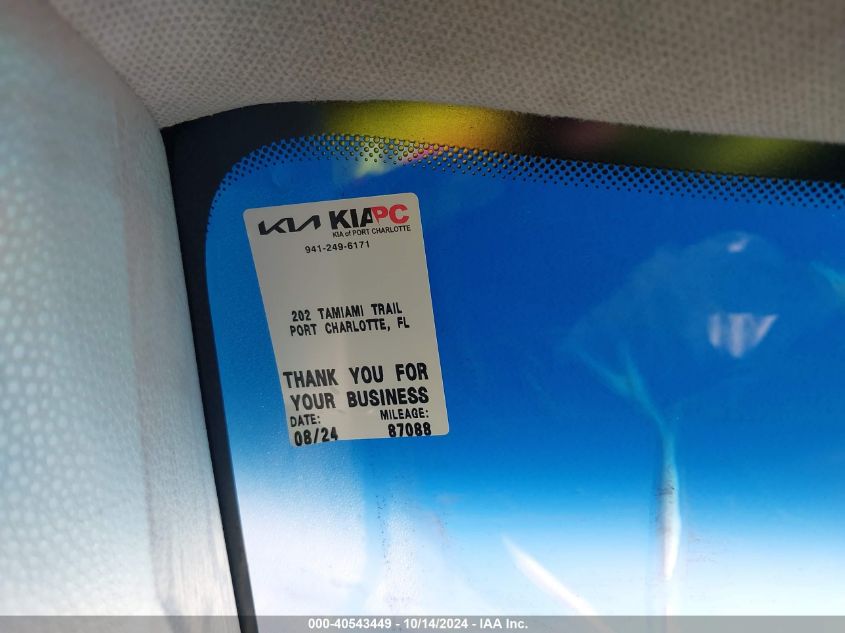 KIA KIAPC
KIA of PORT CHARLOTTE
941-249-6171
202 TAMIAMI TRAIL
PORT CHARLOTTE, FL
THANK YOU FOR
YOUR BUSINESS
DATE: MILEAGE:
08/24 87088
000-40543449 - 10/14/2024 - IAA Inc.